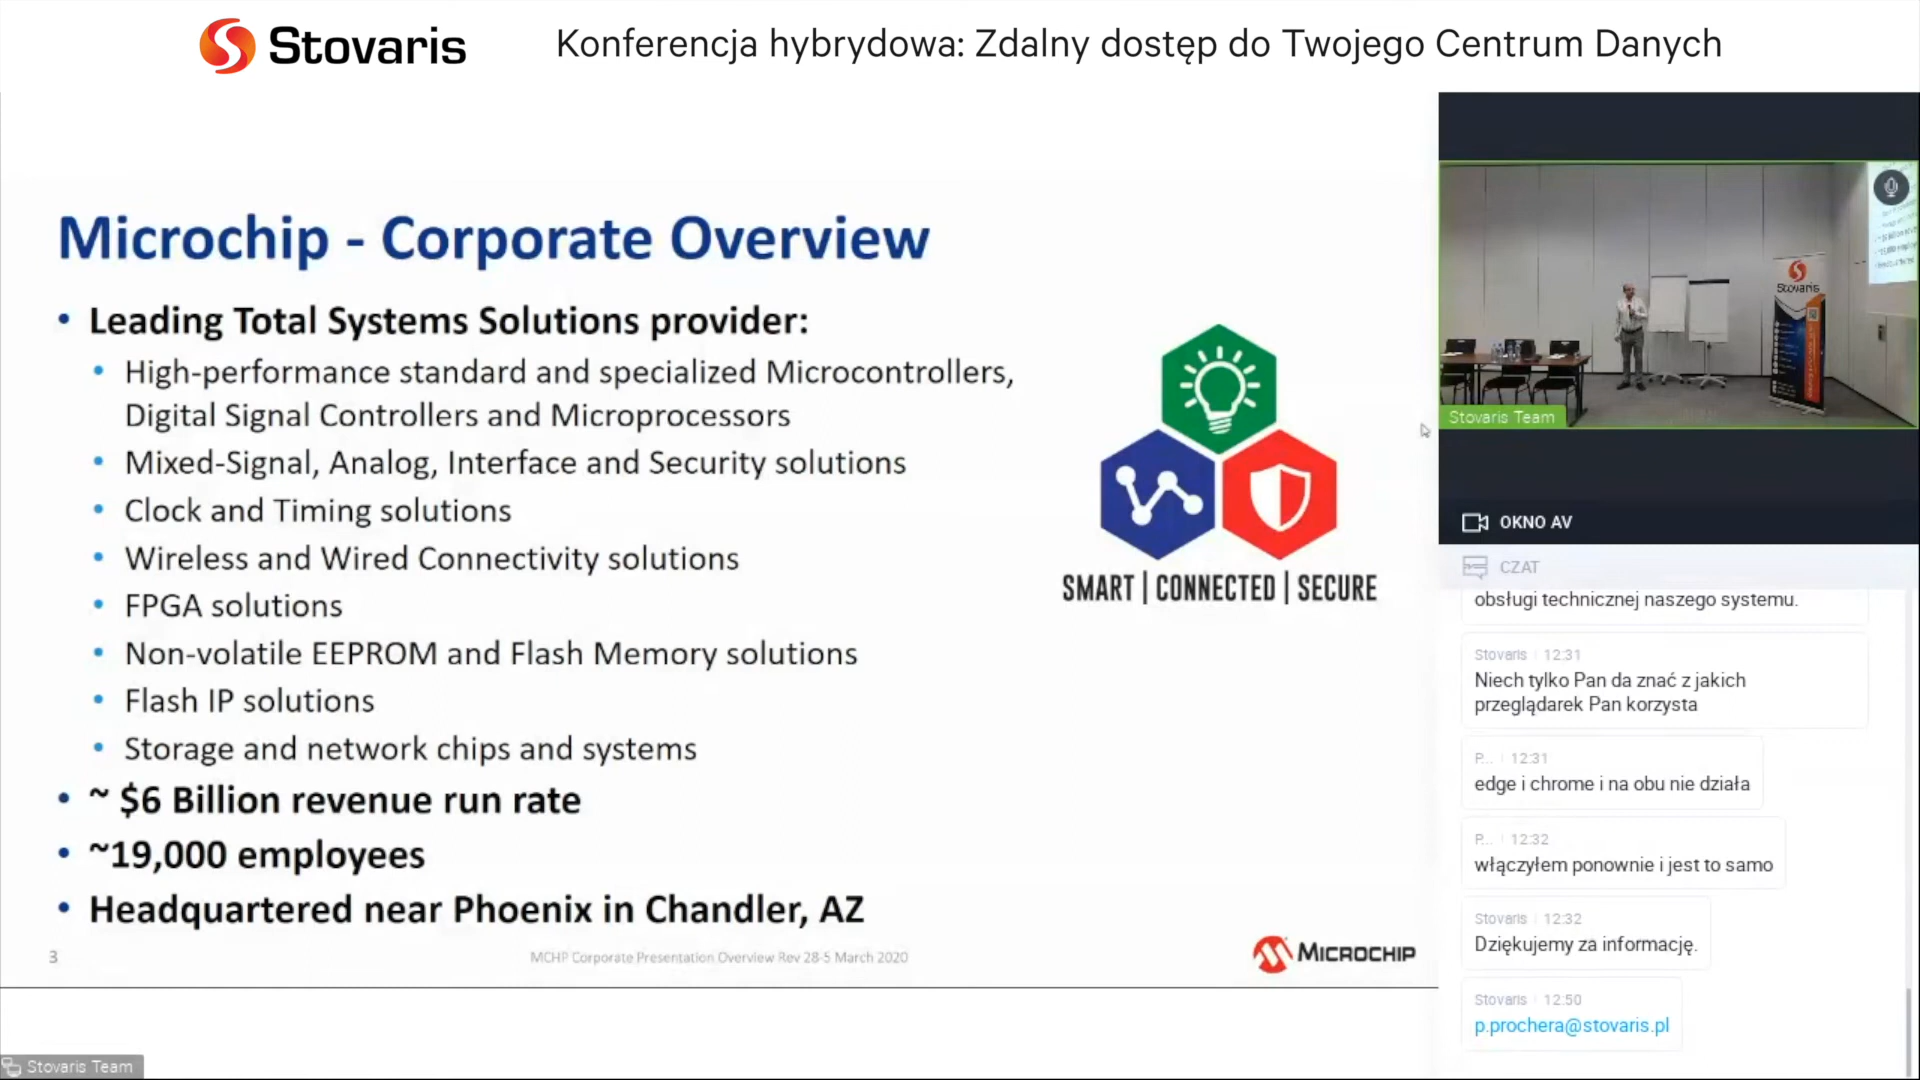 Stovaris
Konferencja hybrydowa: Zdalny dostęp do Twojego Centrum Danych
Microchip - Corporate Overview
• Leading Total Systems Solutions provider:
• High-performance standard and specialized Microcontrollers,
Digital Signal Controllers and Microprocessors
• Mixed-Signal, Analog, Interface and Security solutions
• Clock and Timing solutions
• Wireless and Wired Connectivity solutions
• FPGA solutions
• Non-volatile EEPROM and Flash Memory solutions
• Flash IP solutions
• Storage and network chips and systems
• ~ $6 Billion revenue run rate
• ~19,000 employees
• Headquartered near Phoenix in Chandler, AZ
SMART | CONNECTED | SECURE
3
MCHP Corporate Presentation Overview Rev 28-5 March 2020
MICROCHIP
Stovaris Team
Stovaris
Stovaris Team
OKNO AV
CZAT
obsługi technicznej naszego systemu.
Stovaris 12:31
Niech tylko Pan da znać z jakich
przeglądarek Pan korzysta
P... 12:31
edge i chrome i na obu nie działa
P... 12:32
włączyłem ponownie i jest to samo
Stovaris 12:32
Dziękujemy za informację.
Stovaris 12:50
p.prochera@stovaris.pl